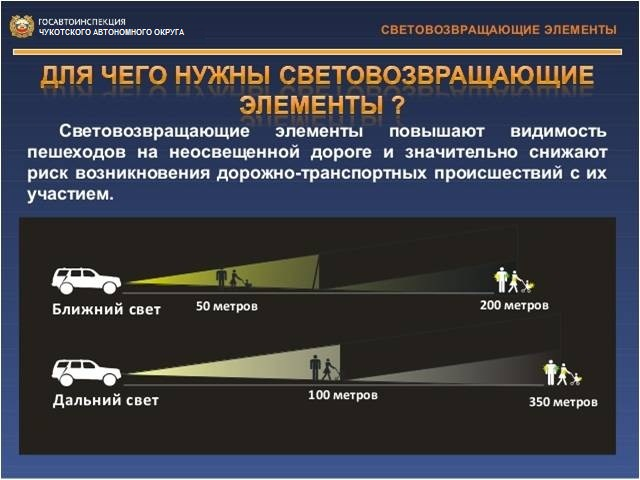 ГОСАВТОИНСПЕКЦИЯ
ЧУКОТСКОГО АВТОНОМНОГО ОКРУГА
СВЕТОВОЗВРАЩАЮЩИЕ ЭЛЕМЕНТЫ
ДЛЯ ЧЕГО НУЖНЫ СВЕТОВОЗВРАЩАЮЩИЕ
ЭЛЕМЕНТЫ ?
Световозвращающие элементы повышают видимость
пешеходов на неосвещенной дороге и значительно снижают
риск возникновения дорожно-транспортных происшествий с их
участием.
Ближний свет
50 метров
200 метров
Дальний свет
100 метров
350 метров